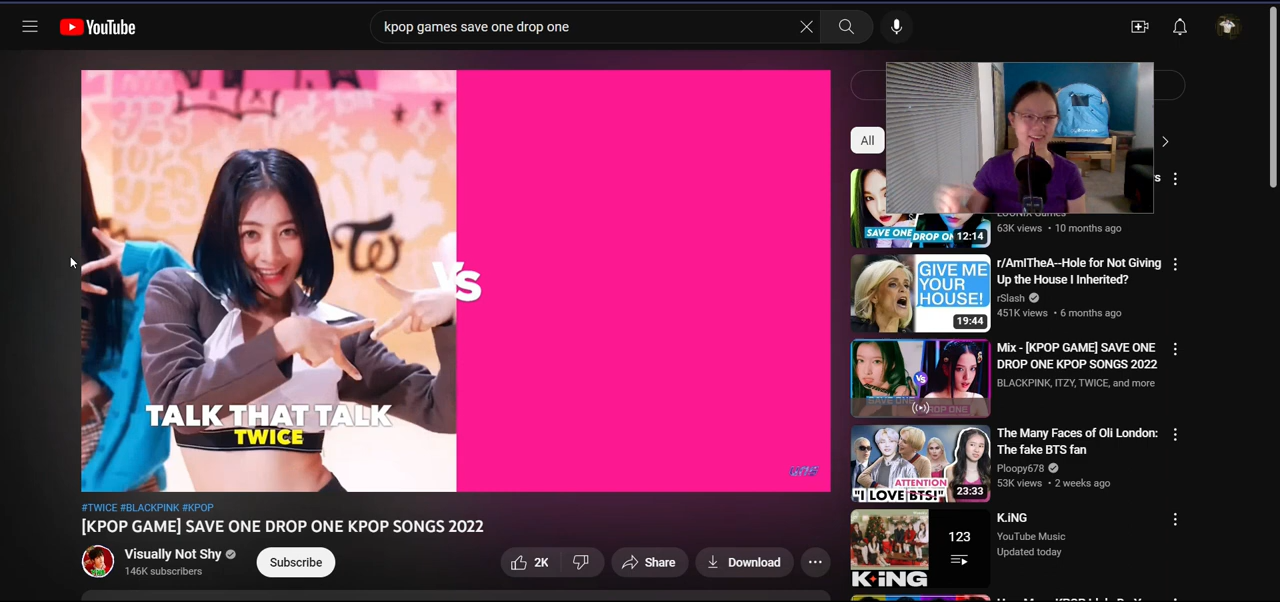 YouTube
kpop games save one drop one
TALK THAT TALK
TWICE
Vs
#TWICE #BLACKPINK #KPOP
[KPOP GAME] SAVE ONE DROP ONE KPOP SONGS 2022
Visually Not Shy
146K subscribers
Subscribe
2K
Share
Download
All
SAVE ONE DROP ON
12:14
63K views • 10 months ago
GIVE ME
YOUR
HOUSE!
19:44
r/AmITheA--Hole for Not Giving
Up the House I Inherited?
rSlash
451K views • 6 months ago
VS
DROP ONE
Mix - [KPOP GAME] SAVE ONE
DROP ONE KPOP SONGS 2022
BLACKPINK, ITZY, TWICE, and more
ATTENTION
"I LOVE BTS!"
23:33
The Many Faces of Oli London:
The fake BTS fan
Ploopy678
53K views • 2 weeks ago
K♦iNG
123
K.iNG
YouTube Music
Updated today